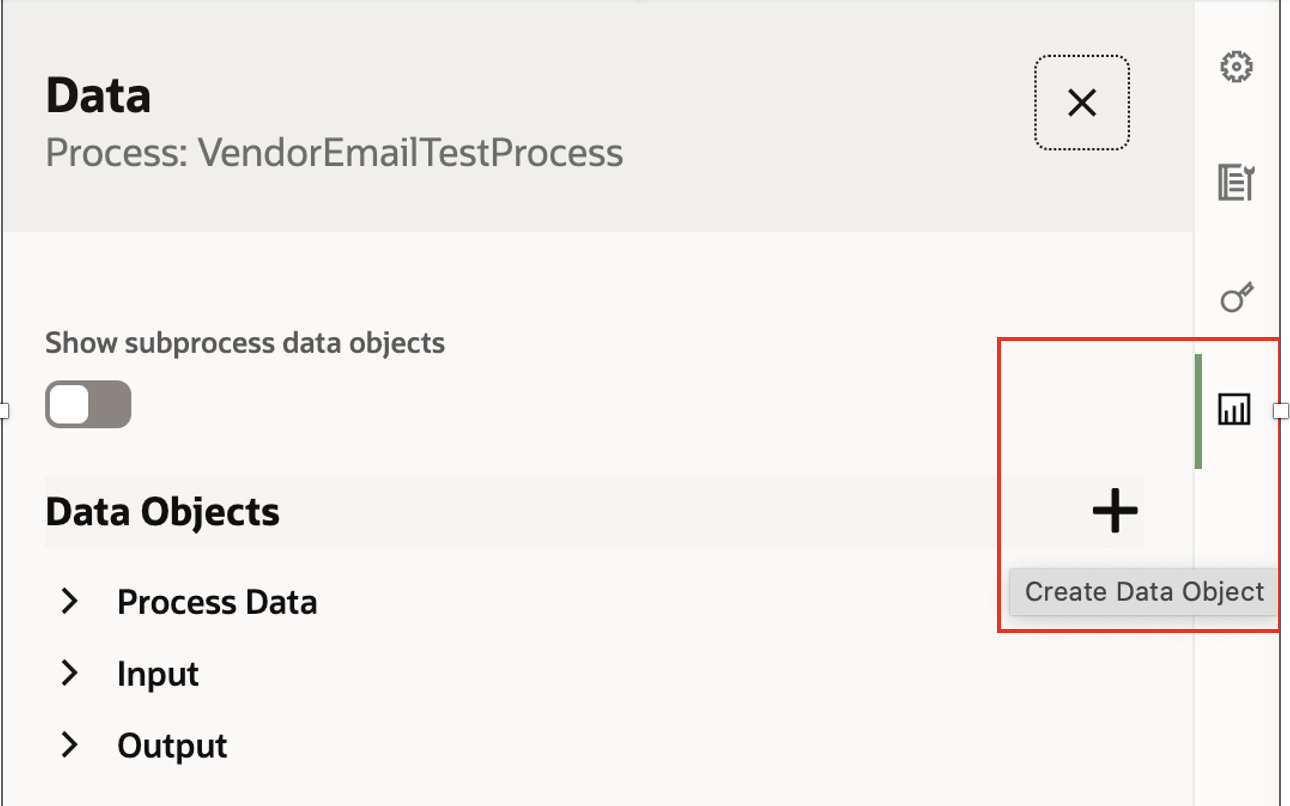 Data
Process: VendorEmailTestProcess
Show subprocess data objects
Data Objects
Create Data Object
Process Data
Input
Output